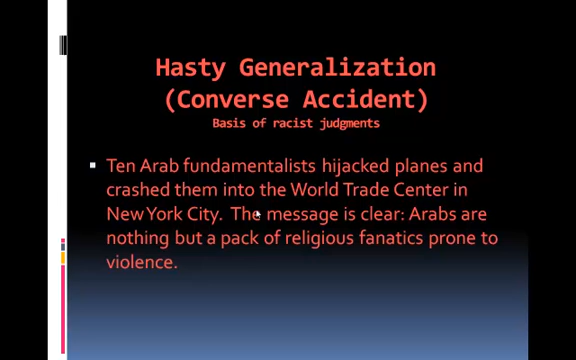 Hasty Generalization
(Converse Accident)
Basis of racist judgments
Ten Arab fundamentalists hijacked planes and
crashed them into the World Trade Center in
New York City. The message is clear: Arabs are
nothing but a pack of religious fanatics prone to
violence.